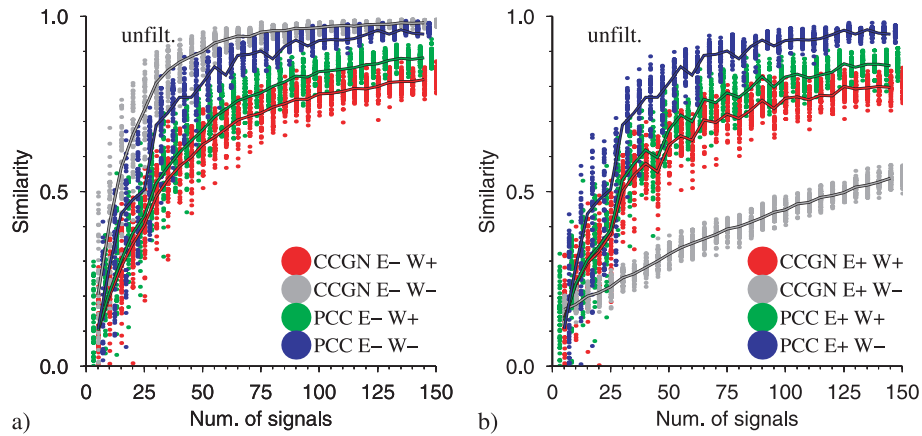 unfilt.
1.0
0.5
0.0
Similarity
CCGN E− W+
CCGN E− W−
PCC E− W+
PCC E− W−
0 25 50 75 100 125 150
Num. of signals
a)
unfilt.
1.0
0.5
0.0
Similarity
CCGN E+ W+
CCGN E+ W−
PCC E+ W+
PCC E+ W−
0 25 50 75 100 125 150
Num. of signals
b)